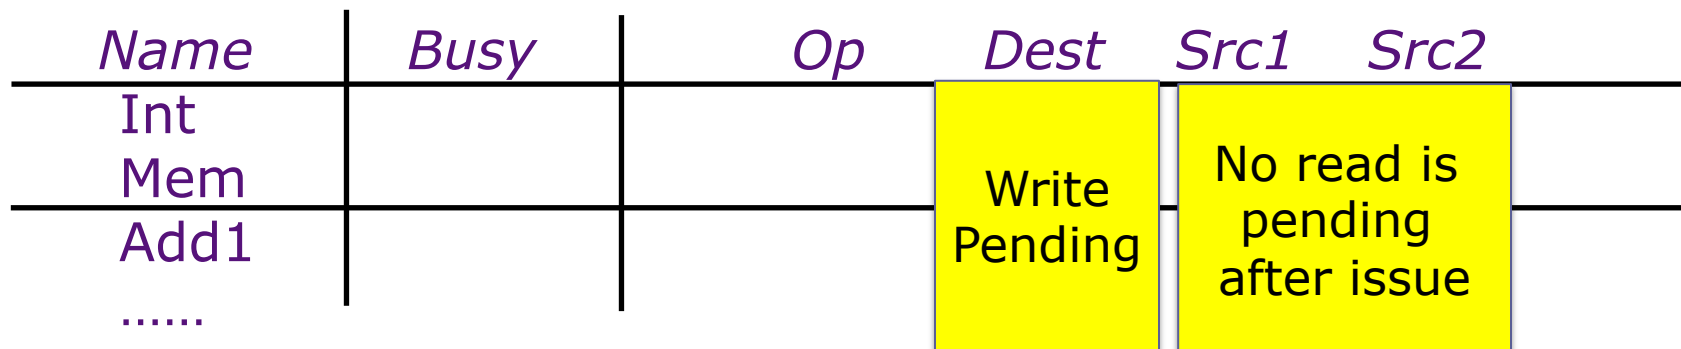 Name Busy Op Dest Src1 Src2
Int
Mem
Add1
......
Write
Pending
No read is
pending
after issue